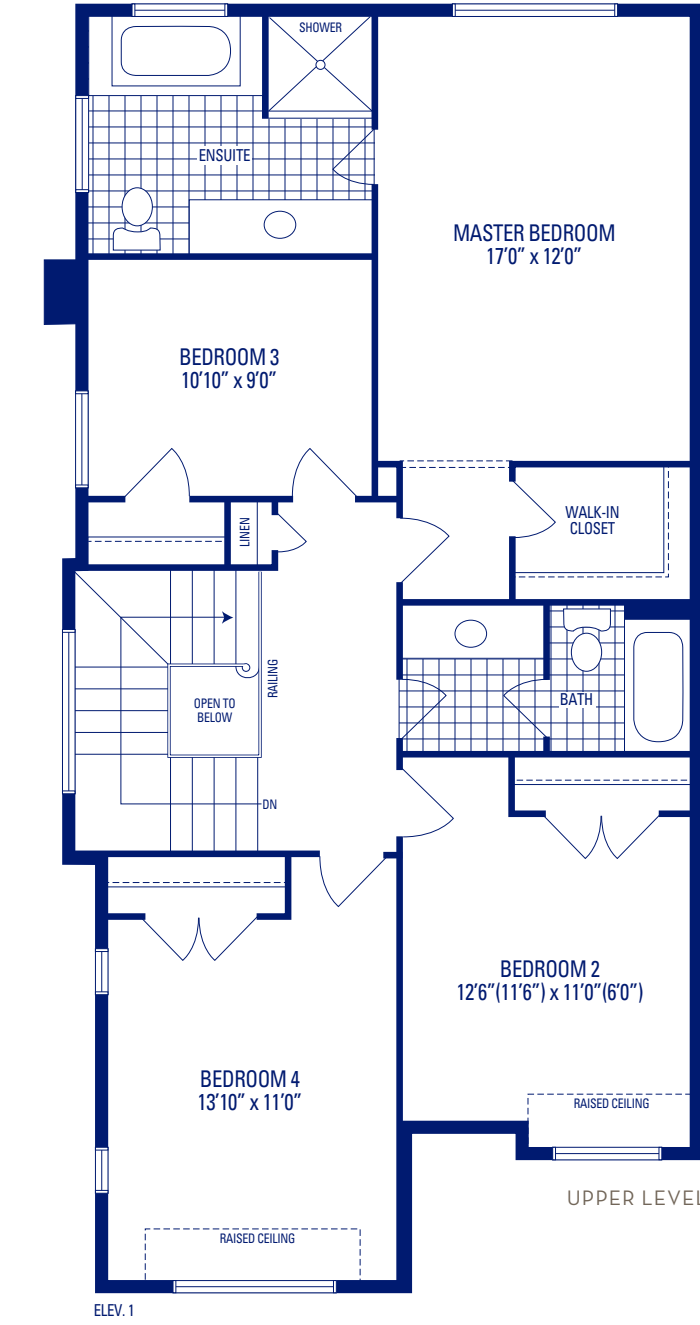 SHOWER
ENSUITE
MASTER BEDROOM
17'0" x 12'0"
BEDROOM 3
10'10" x 9'0"
LINEN
WALK-IN
CLOSET
RAILING
OPEN TO
BELOW
BATH
DN
BEDROOM 2
12'6"(11'6") x 11'0"(6'0")
BEDROOM 4
13'10" x 11'0"
RAISED CEILING
UPPER LEVEL
RAISED CEILING
ELEV. 1